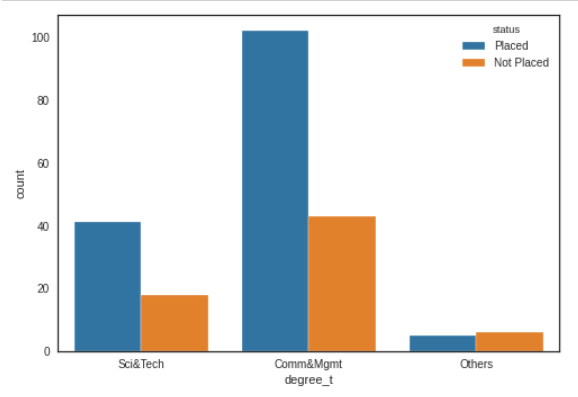 status
Placed
Not Placed
100
80
60
40
20
0
count
Sci&Tech Comm&Mgmt Others
degree_t